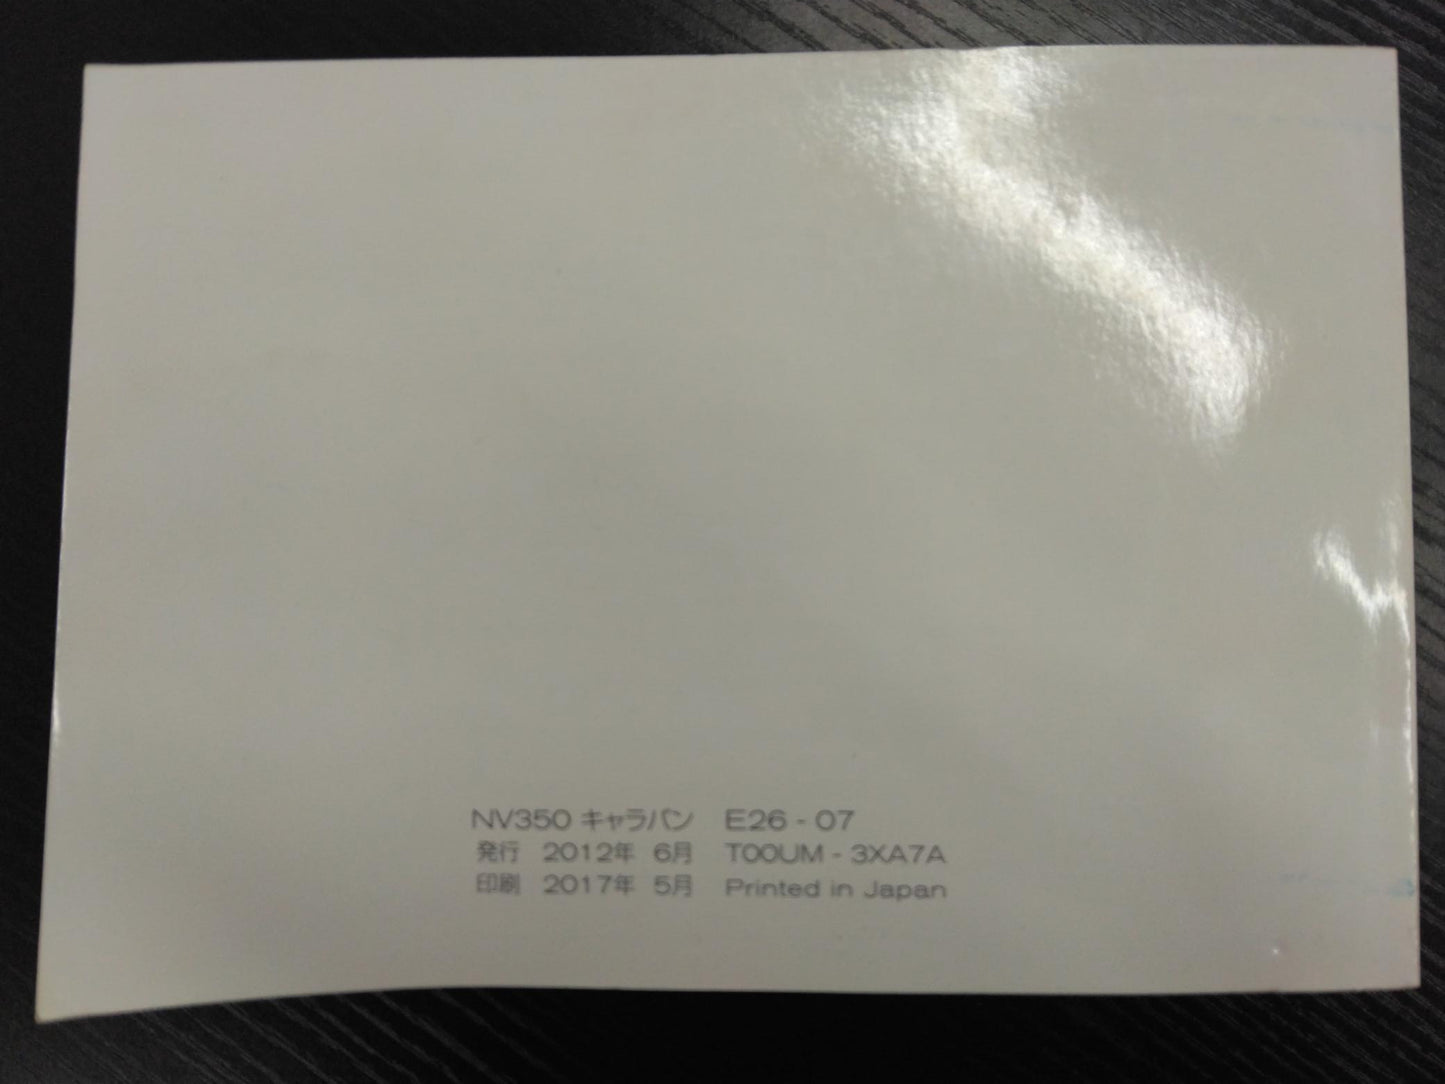 NV350 キャラバン E26 - 07
発行 2012年 6月 T00UM - 3XA7A
印刷 2017年 5月 Printed in Japan